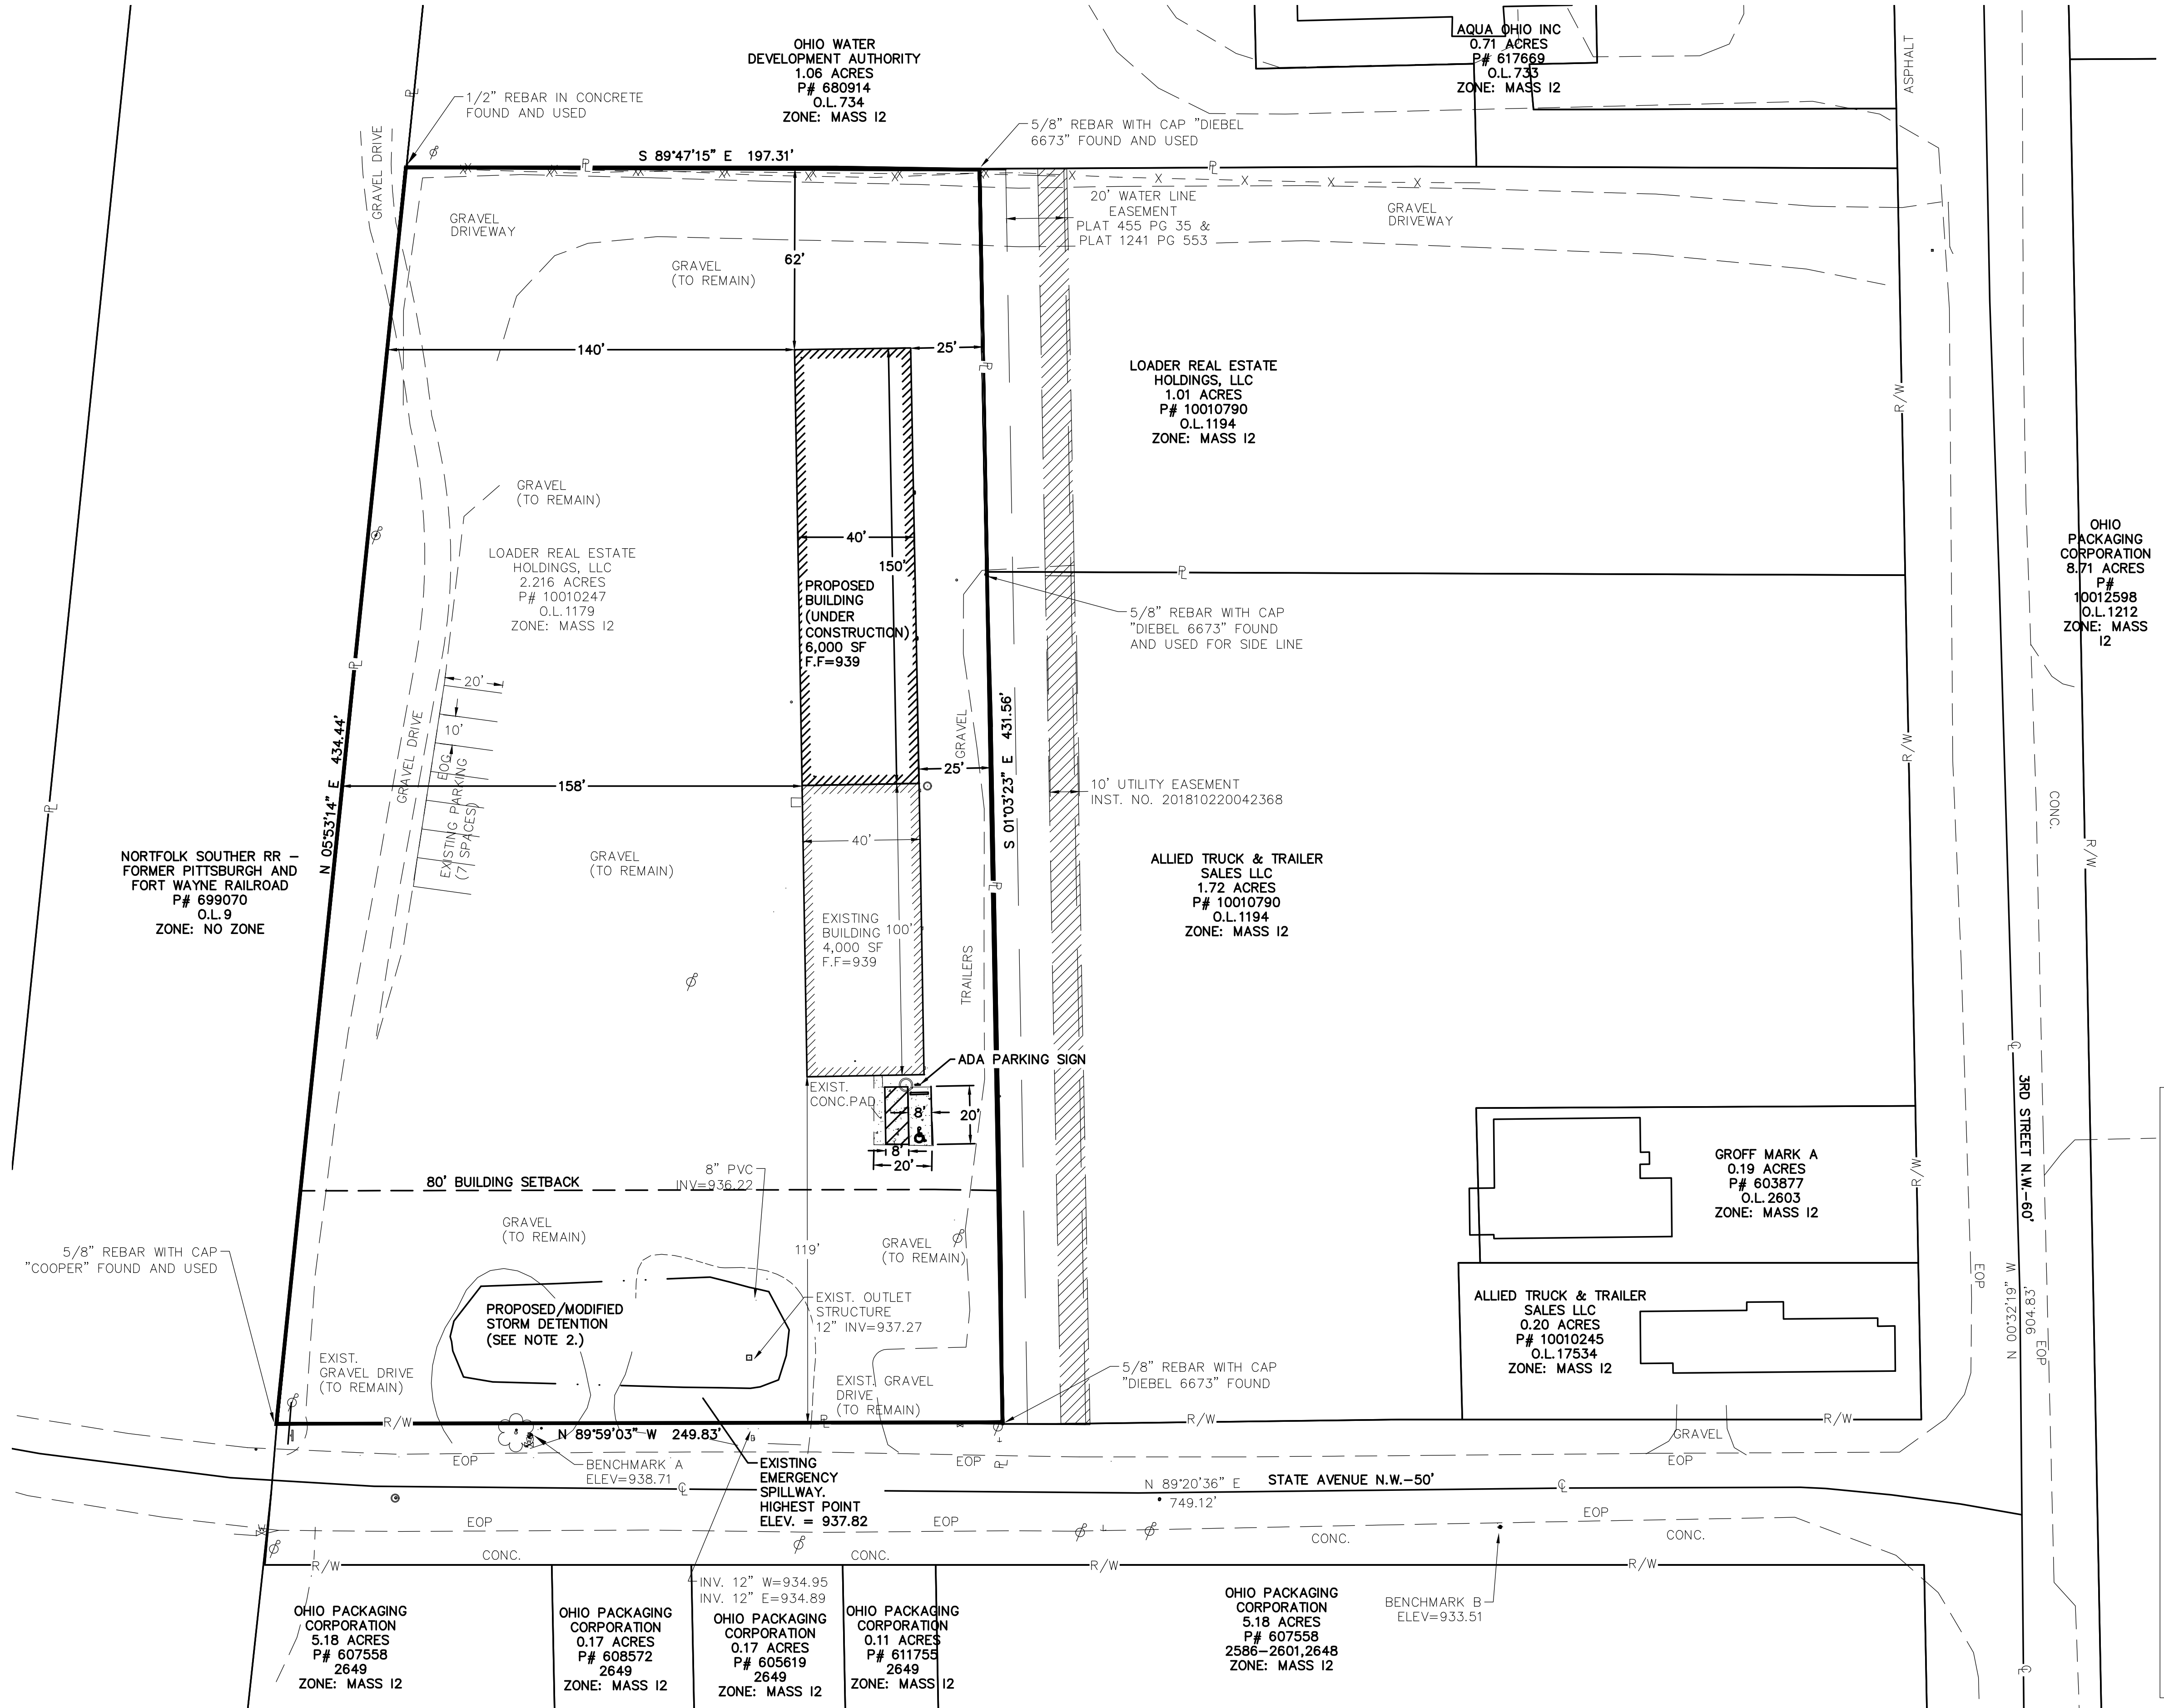 OHIO WATER
DEVELOPMENT AUTHORITY
1.06 ACRES
P# 680914
O.L.734
ZONE: MASS I2
AQUA OHIO INC
0.71 ACRES
P# 617669
O.L.733
ZONE: MASS I2
ASPHALT
PL
1/2" REBAR IN CONCRETE
FOUND AND USED
5/8" REBAR WITH CAP "DIEBEL
6673" FOUND AND USED
GRAVEL DRIVE
S 89°47'15" E 197.31'
PL
PL
GRAVEL
DRIVEWAY
20' WATER LINE
EASEMENT
PLAT 455 PG 35 &
PLAT 1241 PG 553
GRAVEL
DRIVEWAY
62'
GRAVEL
(TO REMAIN)
140'
25'
PL
LOADER REAL ESTATE
HOLDINGS, LLC
1.01 ACRES
P# 10010790
O.L.1194
ZONE: MASS I2
R/W
GRAVEL
(TO REMAIN)
40'
150'
LOADER REAL ESTATE
HOLDINGS, LLC
2.216 ACRES
P# 10010247
O.L.1179
ZONE: MASS I2
PROPOSED
BUILDING
(UNDER
CONSTRUCTION)
6,000 SF
F.F=939
PL
5/8" REBAR WITH CAP
"DIEBEL 6673" FOUND
AND USED FOR SIDE LINE
OHIO
PACKAGING
CORPORATION
8.71 ACRES
P#
10012598
O.L.1212
ZONE: MASS
I2
PL
20'
10'
N 05°53'14" E 434.44'
GRAVEL DRIVE
EOG
EXISTING PARKING
(7 SPACES)
GRAVEL
S 01°03'23" E 431.56'
R/W
PL
158'
25'
10' UTILITY EASEMENT
INST. NO. 201810220042368
CONC.
R/W
40'
NORTFOLK SOUTHER RR -
FORMER PITTSBURGH AND
FORT WAYNE RAILROAD
P# 699070
O.L.9
ZONE: NO ZONE
GRAVEL
(TO REMAIN)
PL
ALLIED TRUCK & TRAILER
SALES LLC
1.72 ACRES
P# 10010790
O.L.1194
ZONE: MASS I2
EXISTING
BUILDING
4,000 SF
F.F=939
100'
TRAILERS
CL
ADA PARKING SIGN
EXIST.
CONC.PAD
8'
20'
8'
20'
3RD STREET N.W.-60'
GROFF MARK A
0.19 ACRES
P# 603877
O.L.2603
ZONE: MASS I2
R/W
8" PVC
INV=936.22
80' BUILDING SETBACK
GRAVEL
(TO REMAIN)
119'
GRAVEL
(TO REMAIN)
5/8" REBAR WITH CAP
"COOPER" FOUND AND USED
EOP
N 00°32'19" W
904.83'
EOP
PROPOSED/MODIFIED
STORM DETENTION
(SEE NOTE 2.)
EXIST. OUTLET
STRUCTURE
12" INV=937.27
ALLIED TRUCK & TRAILER
SALES LLC
0.20 ACRES
P# 10010245
O.L.17534
ZONE: MASS I2
EXIST.
GRAVEL DRIVE
(TO REMAIN)
EXIST. GRAVEL
DRIVE
(TO REMAIN)
5/8" REBAR WITH CAP
"DIEBEL 6673" FOUND
R/W
PL
R/W
R/W
N 89°59'03" W 249.83'
GRAVEL
EOP
BENCHMARK A
ELEV=938.71
EOP
PL
EOP
EXISTING
EMERGENCY
SPILLWAY.
HIGHEST POINT
ELEV. = 937.82
CL
N 89°20'36" E
749.12'
STATE AVENUE N.W.-50'
CL
EOP
EOP
EOP
CONC.
CONC.
CONC.
CONC.
R/W
R/W
R/W
INV. 12" W=934.95
INV. 12" E=934.89
BENCHMARK B
ELEV=933.51
OHIO PACKAGING
CORPORATION
5.18 ACRES
P# 607558
2649
ZONE: MASS I2
OHIO PACKAGING
CORPORATION
0.17 ACRES
P# 608572
2649
ZONE: MASS I2
OHIO PACKAGING
CORPORATION
0.17 ACRES
P# 605619
2649
ZONE: MASS I2
OHIO PACKAGING
CORPORATION
0.11 ACRES
P# 611755
2649
ZONE: MASS I2
OHIO PACKAGING
CORPORATION
5.18 ACRES
P# 607558
2586-2601,2648
ZONE: MASS I2
CL